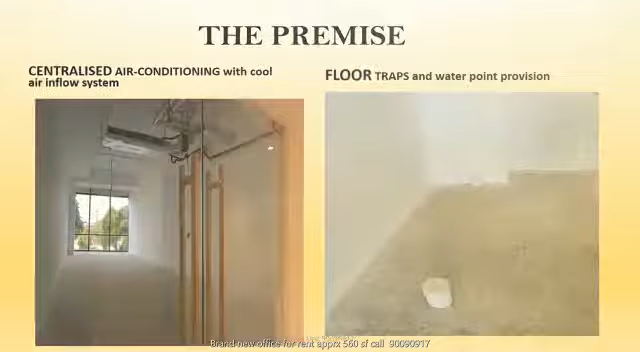 THE PREMISE
CENTRALISED AIR-CONDITIONING with cool
air inflow system
FLOOR TRAPS and water point provision
Brand new office for rent apprx 560 sf call 90090917